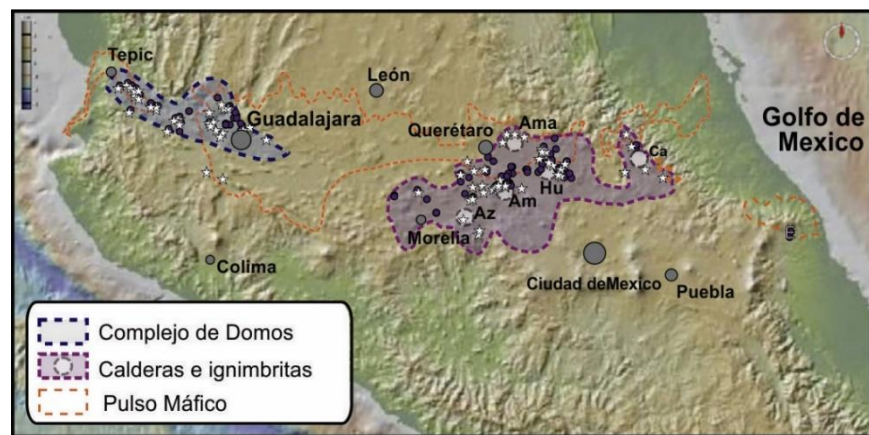 Tepic
León
Guadalajara
Querétaro
Ama
Golfo de
Mexico
Ca
Hu
Am
Az
Morelia
Colima
Ciudad deMexico
Puebla
Complejo de Domos
Calderas e ignimbritas
Pulso Máfico